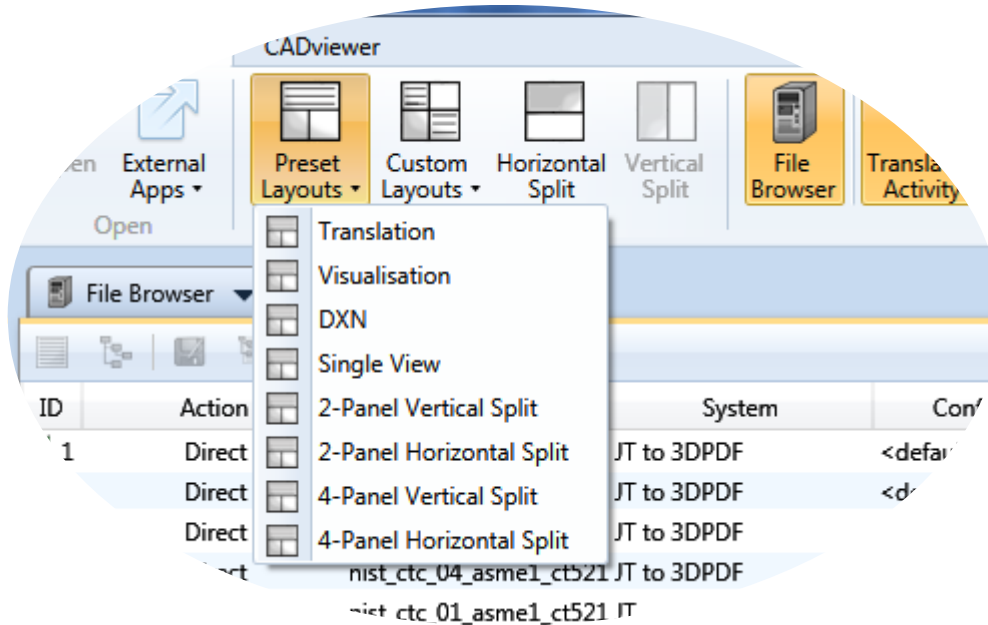 CADviewer
External
Apps
Preset
Layouts
Custom
Layouts
Horizontal
Split
Vertical
Split
File
Browser
Activity
Open
Translation
Visualisation
DXN
Single View
2-Panel Vertical Split
2-Panel Horizontal Split
4-Panel Vertical Split
4-Panel Horizontal Split
File Browser
ID Action System
1 Direct JT to 3DPDF
Direct JT to 3DPDF
Direct JT to 3DPDF
nist_ctc_04_asme1_ct521 JT to 3DPDF
ctc_01_asme1_ct521 JT